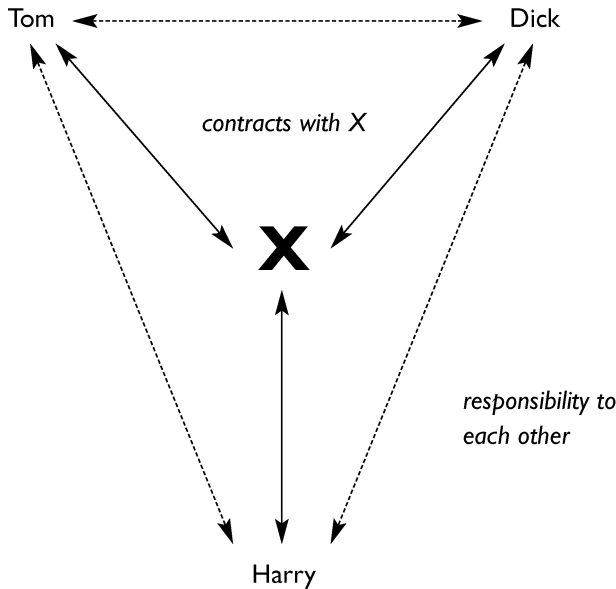 Tom
Dick
contracts with X
X
responsibility to
each other
Harry